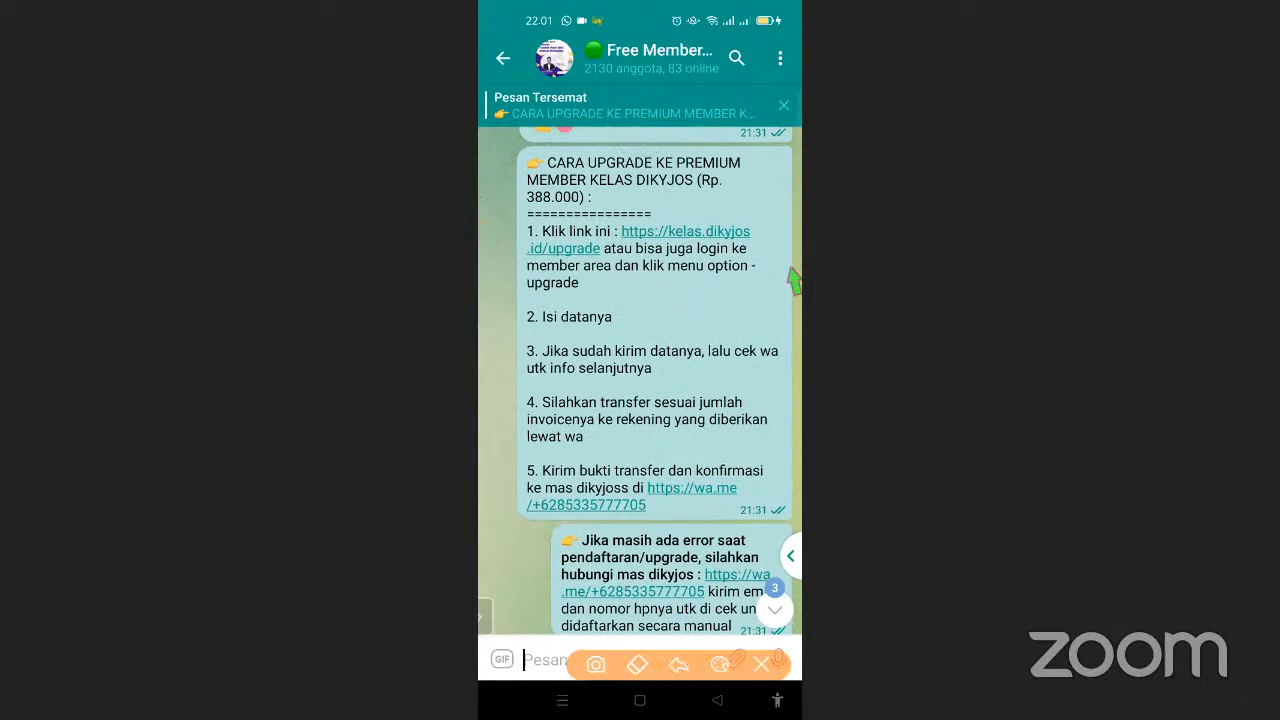 22.01
Free Member...
2130 anggota, 83 online
Pesan Tersemat
👉 CARA UPGRADE KE PREMIUM MEMBER K...
21:31
👉 CARA UPGRADE KE PREMIUM
MEMBER KELAS DIKYJOS (Rp.
388.000) :
================
1. Klik link ini : https://kelas.dikyjos
.id/upgrade atau bisa juga login ke
member area dan klik menu option -
upgrade
2. Isi datanya
3. Jika sudah kirim datanya, lalu cek wa
utk info selanjutnya
4. Silahkan transfer sesuai jumlah
invoicenya ke rekening yang diberikan
lewat wa
5. Kirim bukti transfer dan konfirmasi
ke mas dikyjoss di https://wa.me
/+6285335777705
21:31
👉 Jika masih ada error saat
pendaftaran/upgrade, silahkan
hubungi mas dikyjos : https://wa
.me/+6285335777705 kirim em
3
dan nomor hpnya utk di cek un
didaftarkan secara manual
21:31
GIF
Pesan
zoom